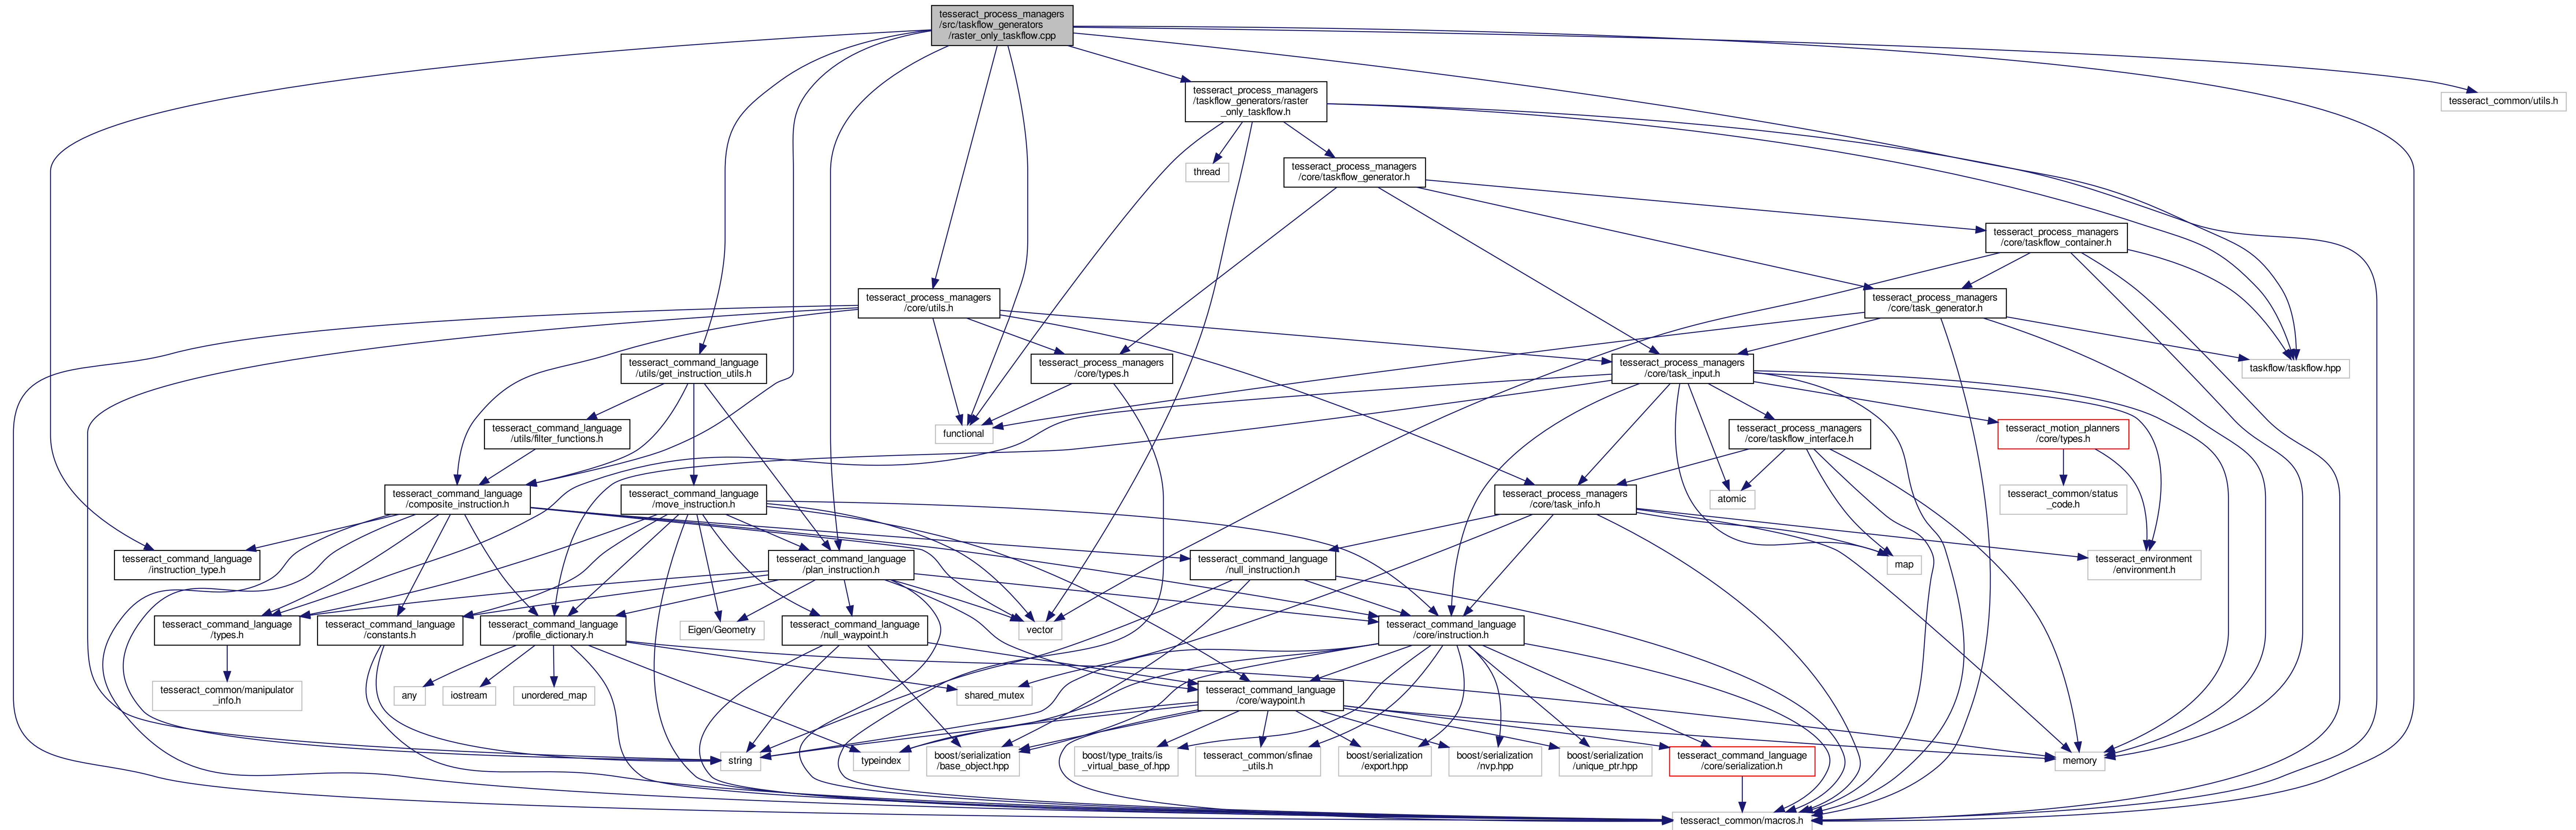 tesseract_process_managers
/src/taskflow_generators
/raster_only_taskflow.cpp
tesseract_process_managers
/taskflow_generators/raster
_only_taskflow.h
tesseract_common/utils.h
thread
tesseract_process_managers
/core/taskflow_generator.h
tesseract_process_managers
/core/taskflow_container.h
tesseract_process_managers
/core/utils.h
tesseract_process_managers
/core/task_generator.h
tesseract_command_language
/utils/get_instruction_utils.h
tesseract_process_managers
/core/types.h
tesseract_process_managers
/core/task_input.h
taskflow/taskflow.hpp
tesseract_command_language
/utils/filter_functions.h
functional
tesseract_process_managers
/core/taskflow_interface.h
tesseract_motion_planners
/core/types.h
tesseract_command_language
/composite_instruction.h
tesseract_command_language
/move_instruction.h
tesseract_process_managers
/core/task_info.h
atomic
tesseract_common/status
_code.h
tesseract_command_language
/instruction_type.h
tesseract_command_language
/plan_instruction.h
tesseract_command_language
/null_instruction.h
map
tesseract_environment
/environment.h
tesseract_command_language
/types.h
tesseract_command_language
/constants.h
tesseract_command_language
/profile_dictionary.h
Eigen/Geometry
tesseract_command_language
/null_waypoint.h
vector
tesseract_command_language
/core/instruction.h
tesseract_common/manipulator
_info.h
any
iostream
unordered_map
shared_mutex
tesseract_command_language
/core/waypoint.h
string
typeindex
boost/serialization
/base_object.hpp
boost/type_traits/is
_virtual_base_of.hpp
tesseract_common/sfinae
_utils.h
boost/serialization
/export.hpp
boost/serialization
/nvp.hpp
boost/serialization
/unique_ptr.hpp
tesseract_command_language
/core/serialization.h
memory
tesseract_common/macros.h